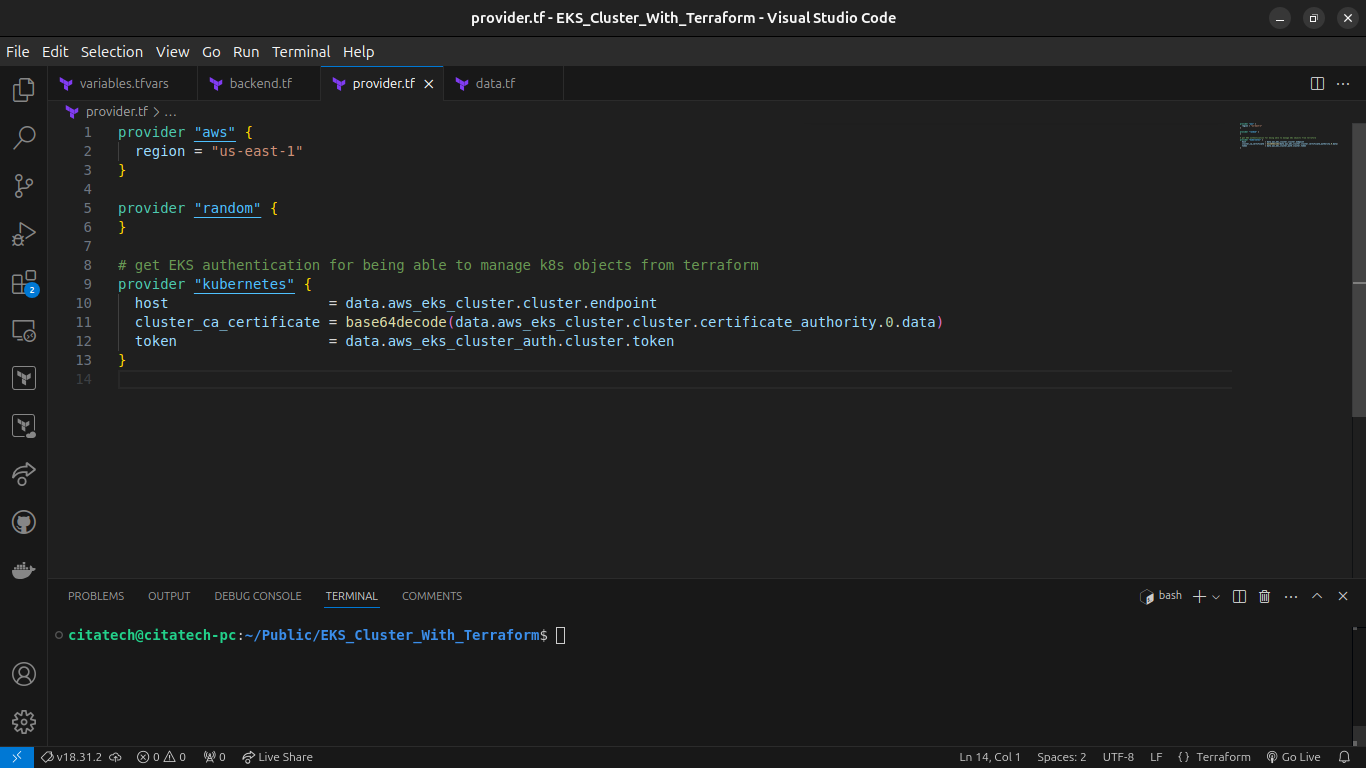 provider.tf - EKS_Cluster_With_Terraform - Visual Studio Code
File Edit Selection View Go Run Terminal Help
variables.tfvars backend.tf provider.tf data.tf
provider.tf > ...
1 provider "aws" {
2   region = "us-east-1"
3 }
4
5 provider "random" {
6 }
7
8 # get EKS authentication for being able to manage k8s objects from terraform
9 provider "kubernetes" {
10   host                   = data.aws_eks_cluster.cluster.endpoint
11   cluster_ca_certificate = base64decode(data.aws_eks_cluster.cluster.certificate_authority.0.data)
12   token                  = data.aws_eks_cluster_auth.cluster.token
13 }
14
2
PROBLEMS OUTPUT DEBUG CONSOLE TERMINAL COMMENTS bash
citatech@citatech-pc:~/Public/EKS_Cluster_With_Terraform$
v18.31.2 0 0 0 Live Share Ln 14, Col 1 Spaces: 2 UTF-8 LF {} Terraform Go Live